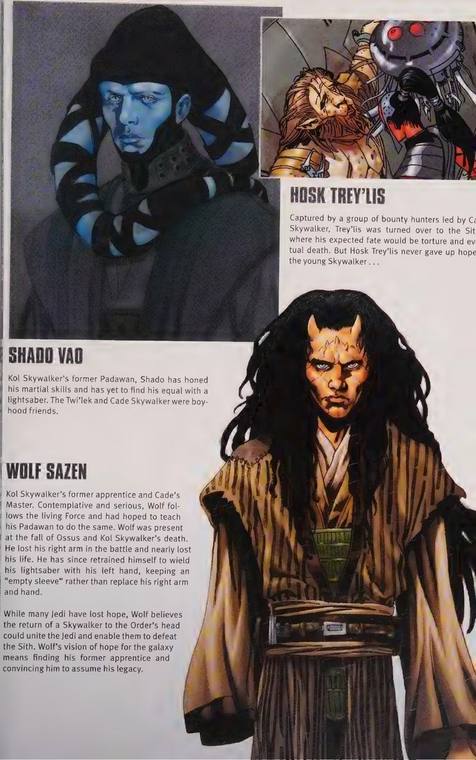 HOSK TREY'LIS
Captured by a group of bounty hunters led by
Skywalker, Trey'lis was turned over to the
where his expected fate would be torture and
tual death. But Hosk Trey'lis never gave up hope
the young Skywalker . . .
SHADO VAO
Kol Skywalker's former Padawan, Shado has honed
his martial skills and has yet to find his equal with a
lightsaber. The Twi'lek and Cade Skywalker were boy-
hood friends.
WOLF SAZEN
Kol Skywalker's former apprentice and Cade's
Master. Contemplative and serious, Wolf fol-
lows the living Force and had hoped to teach
his Padawan to do the same. Wolf was present
at the fall of Ossus and Kol Skywalker's death.
He lost his right arm in the battle and nearly lost
his life. He has since retrained himself to wield
his lightsaber with his left hand, keeping an
"empty sleeve" rather than replace his right arm
and hand.
While many Jedi have lost hope, Wolf believes
the return of a Skywalker to the Order's head
could unite the Jedi and enable them to defeat
the Sith. Wolf's vision of hope for the galaxy
means finding his former apprentice and
convincing him to assume his legacy.